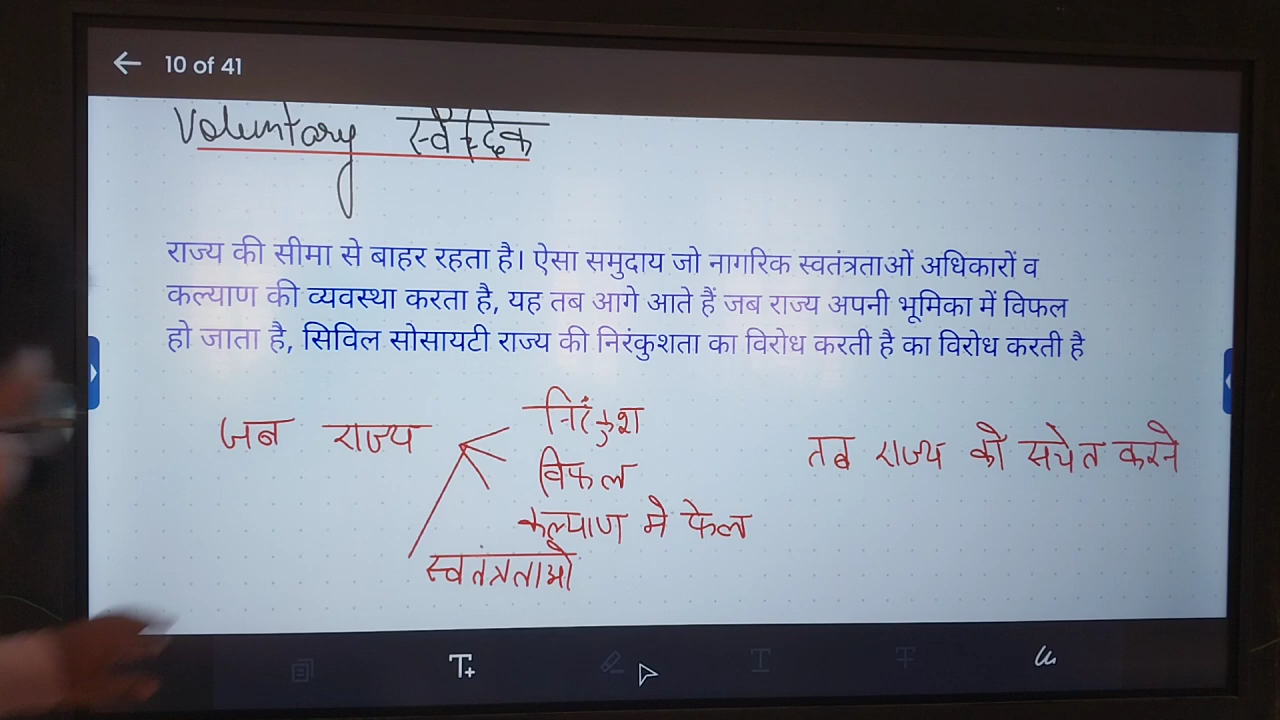 10 of 41
Voluntary स्वैच्छिक
राज्य की सीमा से बाहर रहता है। ऐसा समुदाय जो नागरिक स्वतंत्रताओं अधिकारों व
कल्याण की व्यवस्था करता है, यह तब आगे आते हैं जब राज्य अपनी भूमिका में विफल
हो जाता है, सिविल सोसायटी राज्य की निरंकुशता का विरोध करती है का विरोध करती है
जब राज्य
निरंकुश
विफल
कल्याण मे फेल
स्वतंत्रताओ
तब राज्य को सचेत करने